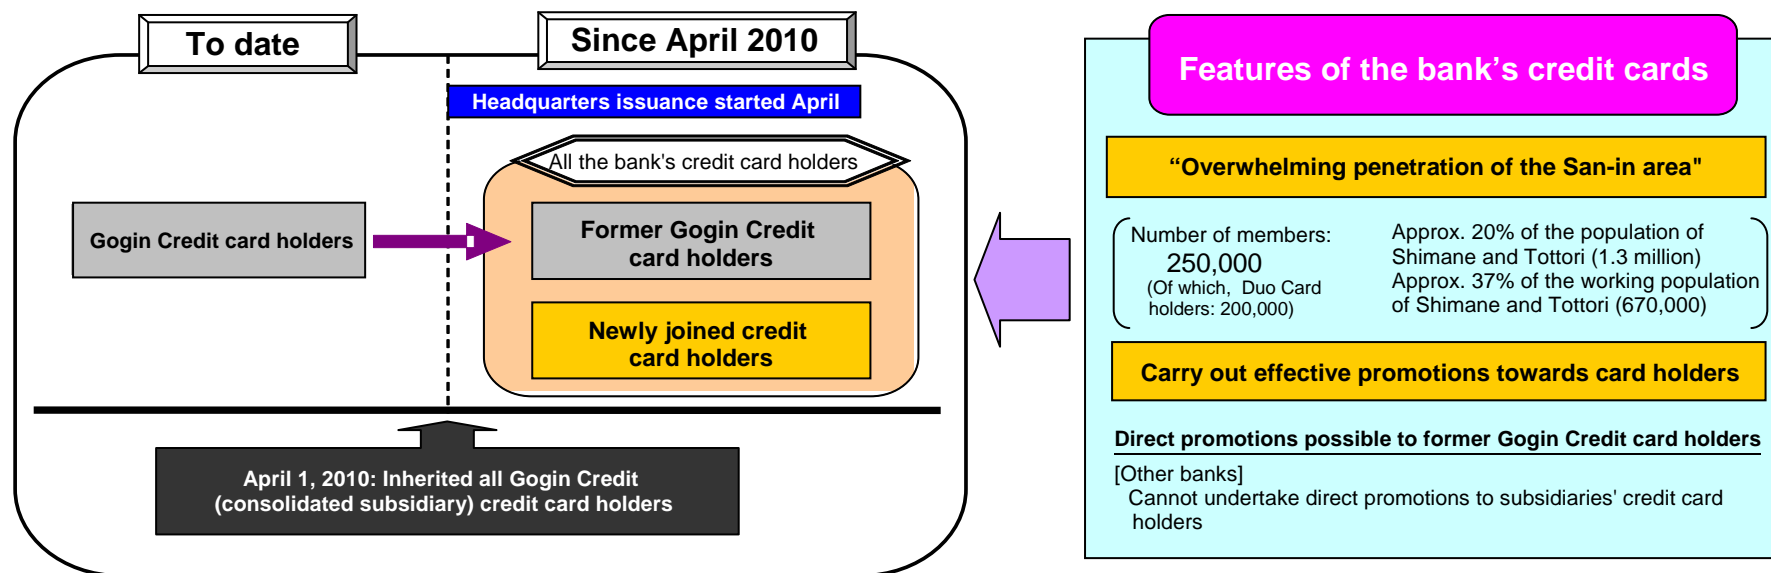 To date
Since April 2010
Headquarters issuance started April
All the bank's credit card holders
Gogin Credit card holders
Former Gogin Credit
card holders
Newly joined credit
card holders
April 1, 2010: Inherited all Gogin Credit
(consolidated subsidiary) credit card holders
Features of the bank’s credit cards
“Overwhelming penetration of the San-in area"
Number of members:
250,000
(Of which, Duo Card
holders: 200,000)
Approx. 20% of the population of
Shimane and Tottori (1.3 million)
Approx. 37% of the working population
of Shimane and Tottori (670,000)
Carry out effective promotions towards card holders
Direct promotions possible to former Gogin Credit card holders
[Other banks]
Cannot undertake direct promotions to subsidiaries' credit card
holders